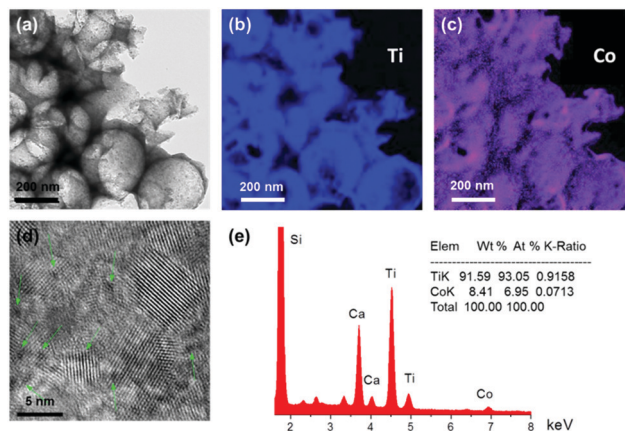 (a)
200 nm
(b)
Ti
200 nm
(c)
Co
200 nm
(d)
5 nm
(e)
Si
Ca
Ca
Ti
Ti
Co
Elem Wt % At % K-Ratio
TiK 91.59 93.05 0.9158
CoK 8.41 6.95 0.0713
Total 100.00 100.00
2 3 4 5 6 7 8
keV